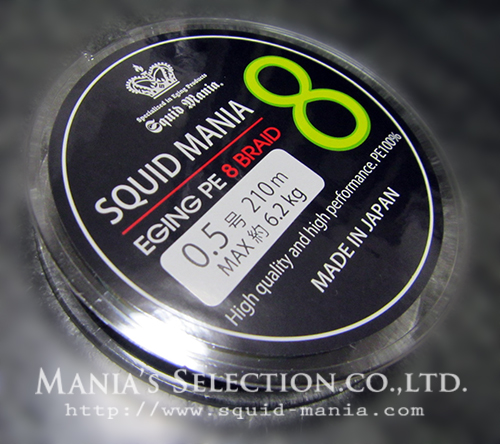 Specialized in Eging Products
Squid Mania.
8
SQUID MANIA
EGING PE 8 BRAID
0.5号 210m
MAX 約 6.2kg
High quality and high performance. PE100%
MADE IN JAPAN
MANIA'S SELECTION.CO.,LTD.
http://www.squid-mania.com